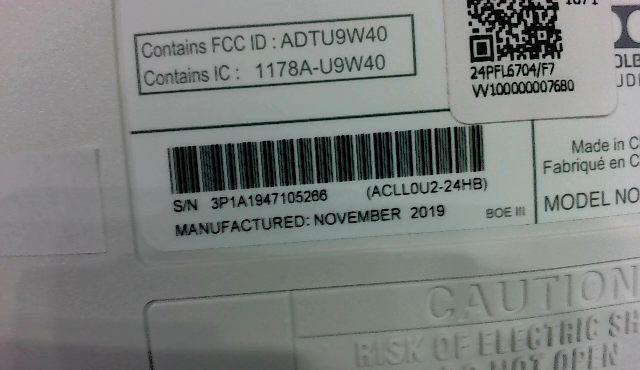 Contains FCC ID : ADTU9W40
Contains IC : 1178A-U9W40
24PFL6704/F7
VV100000007680
Made in
Fabriqué en
S/N 3P1A1947105266 (ACLL0U2-24HB)
MANUFACTURED: NOVEMBER 2019
BOE III
MODEL NO
CAUTION
RISK OF ELECTRIC SH
NOT OPEN